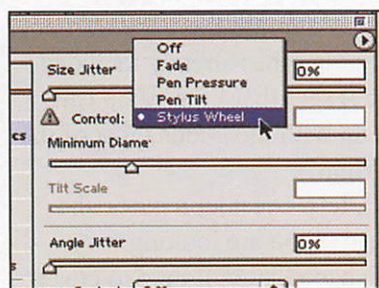 Off
Fade
Size Jitter
0%
Pen Pressure
Pen Tilt
Control:
Stylus Wheel
cs
Minimum Diame
Tilt Scale
Angle Jitter
0%
s